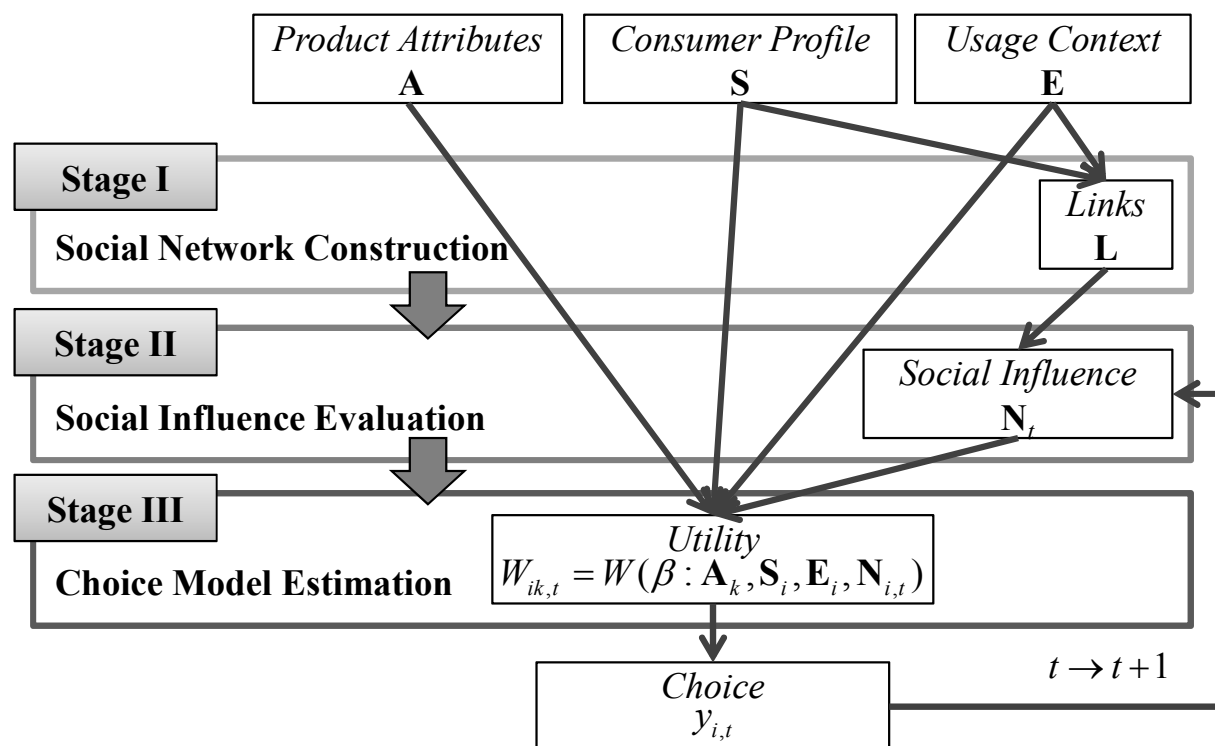 Product Attributes
A
Consumer Profile
S
Usage Context
E
Stage I
Social Network Construction
Links
L
Stage II
Social Influence Evaluation
Social Influence
N_t
Stage III
Choice Model Estimation
Utility
W_{ik,t} = W(β : A_k, S_i, E_i, N_{i,t})
Choice
y_{i,t}
t → t + 1